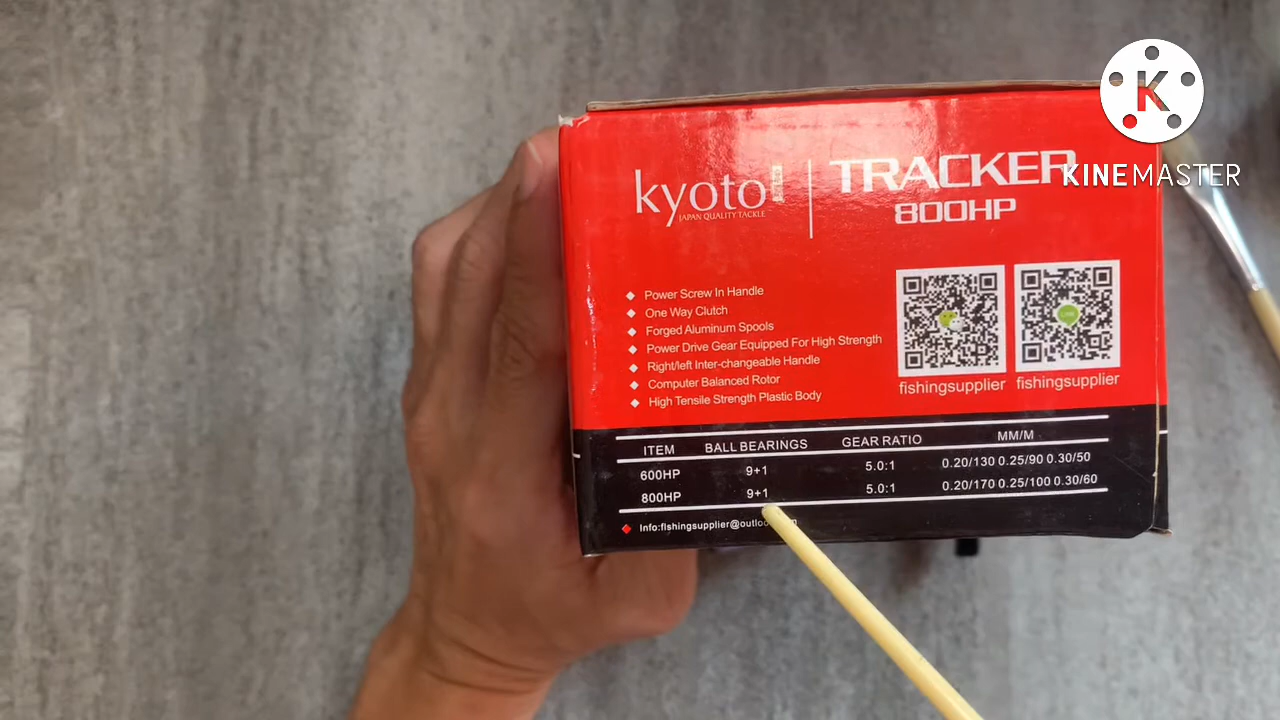 kyoto
JAPAN QUALITY TACKLE
TRACKER
800HP
Power Screw In Handle
One Way Clutch
Forged Aluminum Spools
Power Drive Gear Equipped For High Strength
Right/left Inter-changeable Handle
Computer Balanced Rotor
High Tensile Strength Plastic Body
fishingsupplier fishingsupplier
ITEM BALL BEARINGS GEAR RATIO MM/M
600HP 9+1 5.0:1 0.20/130 0.25/90 0.30/50
800HP 9+1 5.0:1 0.20/170 0.25/100 0.30/60
K
KINEMASTER